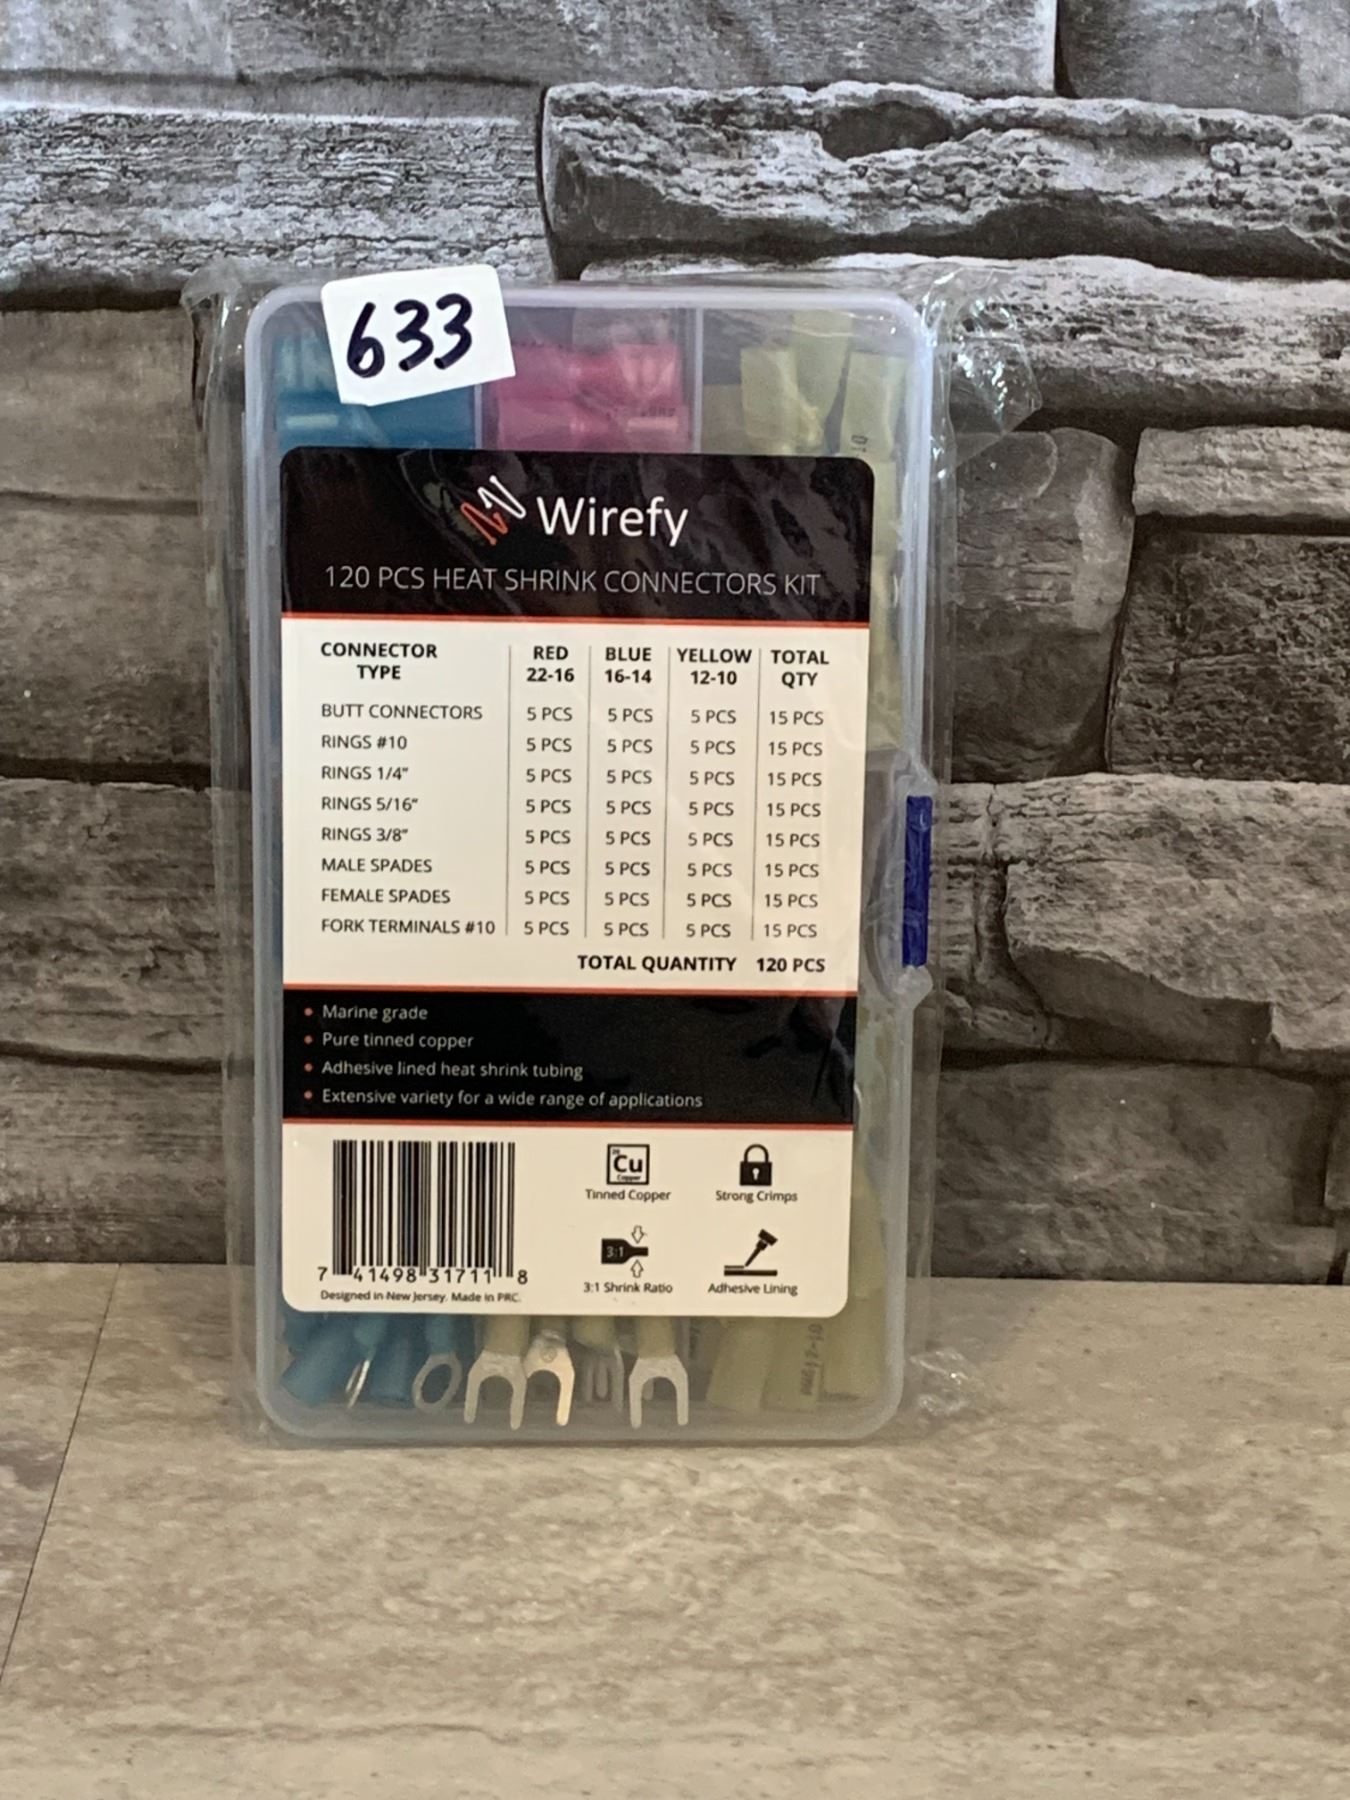 633
Wirefy
120 PCS HEAT SHRINK CONNECTORS KIT
CONNECTOR TYPE RED 22-16 BLUE 16-14 YELLOW 12-10 TOTAL QTY
BUTT CONNECTORS 5 PCS 5 PCS 5 PCS 15 PCS
RINGS #10 5 PCS 5 PCS 5 PCS 15 PCS
RINGS 1/4" 5 PCS 5 PCS 5 PCS 15 PCS
RINGS 5/16" 5 PCS 5 PCS 5 PCS 15 PCS
RINGS 3/8" 5 PCS 5 PCS 5 PCS 15 PCS
MALE SPADES 5 PCS 5 PCS 5 PCS 15 PCS
FEMALE SPADES 5 PCS 5 PCS 5 PCS 15 PCS
FORK TERMINALS #10 5 PCS 5 PCS 5 PCS 15 PCS
TOTAL QUANTITY 120 PCS
• Marine grade
• Pure tinned copper
• Adhesive lined heat shrink tubing
• Extensive variety for a wide range of applications
Cu
Copper
Tinned Copper
Strong Crimps
3:1
3:1 Shrink Ratio
Adhesive Lining
7 41498 31711 8
Designed in New Jersey. Made in PRC.